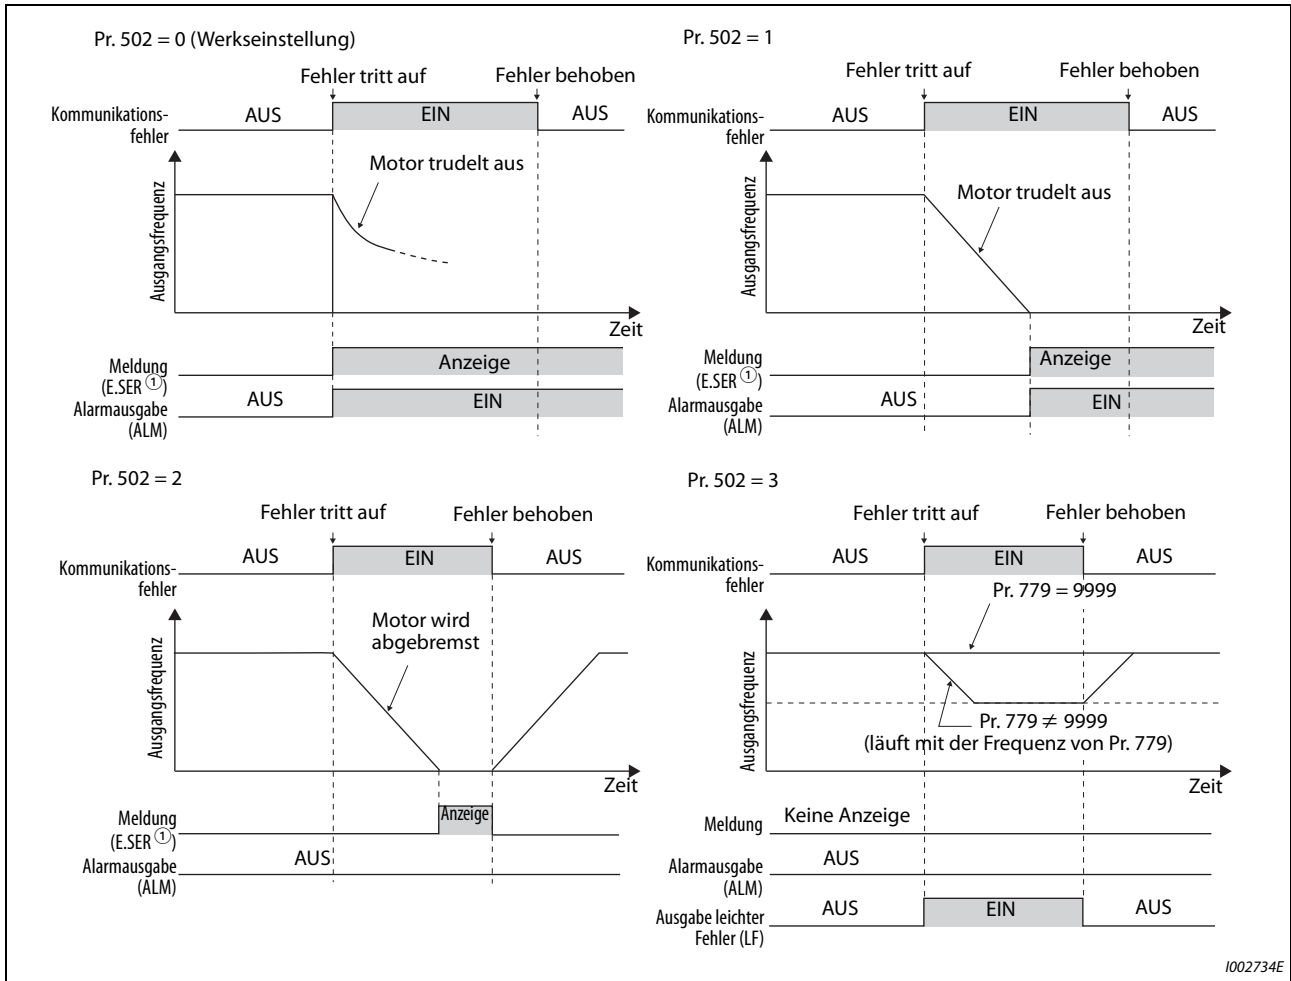 Pr. 502 = 0 (Werkseinstellung)
Fehler tritt auf
Fehler behoben
Kommunikations-
fehler
AUS
EIN
AUS
Motor trudelt aus
Ausgangsfrequenz
Zeit
Meldung
(E.SER ①)
Anzeige
Alarmausgabe
(ALM)
AUS
EIN
Pr. 502 = 1
Fehler tritt auf
Fehler behoben
Kommunikations-
fehler
AUS
EIN
AUS
Motor trudelt aus
Ausgangsfrequenz
Zeit
Meldung
(E.SER ①)
Anzeige
Alarmausgabe
(ALM)
AUS
EIN
Pr. 502 = 2
Fehler tritt auf
Fehler behoben
Kommunikations-
fehler
AUS
EIN
AUS
Motor wird
abgebremst
Ausgangsfrequenz
Zeit
Meldung
(E.SER ①)
Anzeige
Alarmausgabe
(ALM)
AUS
Pr. 502 = 3
Fehler tritt auf
Fehler behoben
Kommunikations-
fehler
AUS
EIN
AUS
Pr. 779 = 9999
Ausgangsfrequenz
Pr. 779 ≠ 9999
(läuft mit der Frequenz von Pr. 779)
Zeit
Meldung
Keine Anzeige
Alarmausgabe
(ALM)
AUS
Ausgabe leichter
Fehler (LF)
AUS
EIN
AUS
I002734E